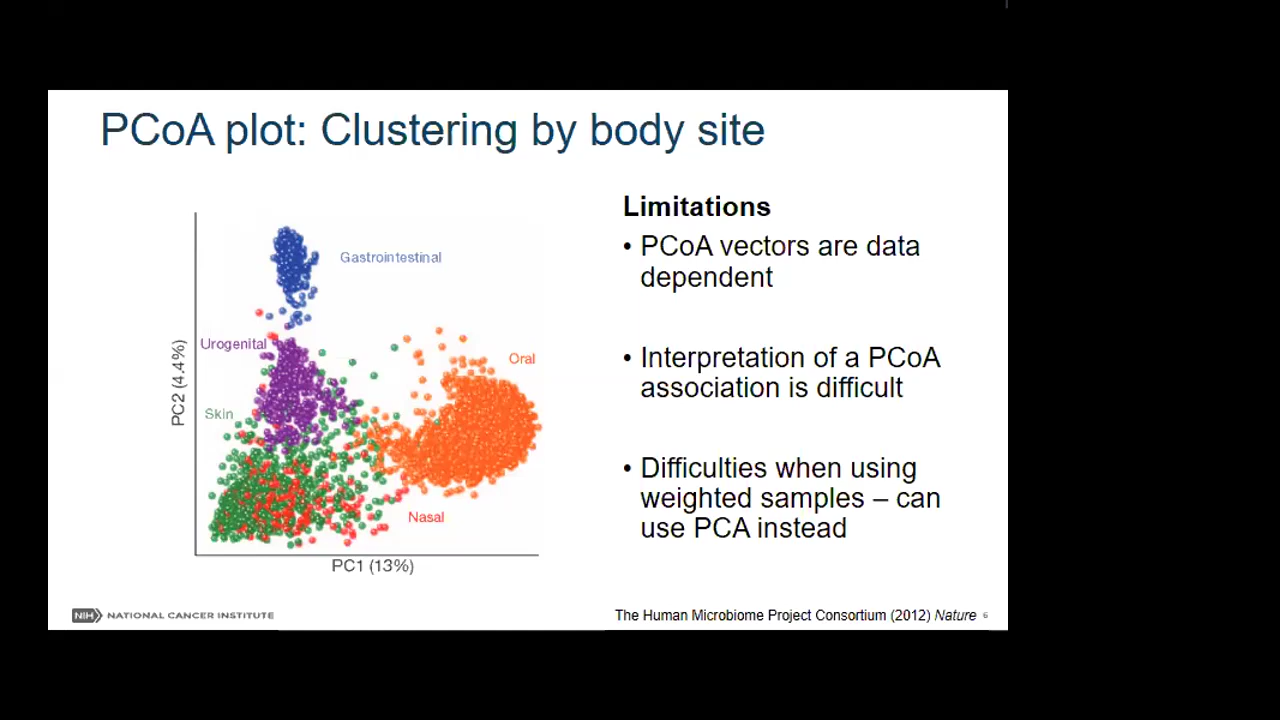 PCoA plot: Clustering by body site
Gastrointestinal
Urogenital
Oral
Skin
Nasal
PC2 (4.4%)
PC1 (13%)
Limitations
• PCoA vectors are data
dependent
• Interpretation of a PCoA
association is difficult
• Difficulties when using
weighted samples – can
use PCA instead
NIH NATIONAL CANCER INSTITUTE
The Human Microbiome Project Consortium (2012) Nature 6